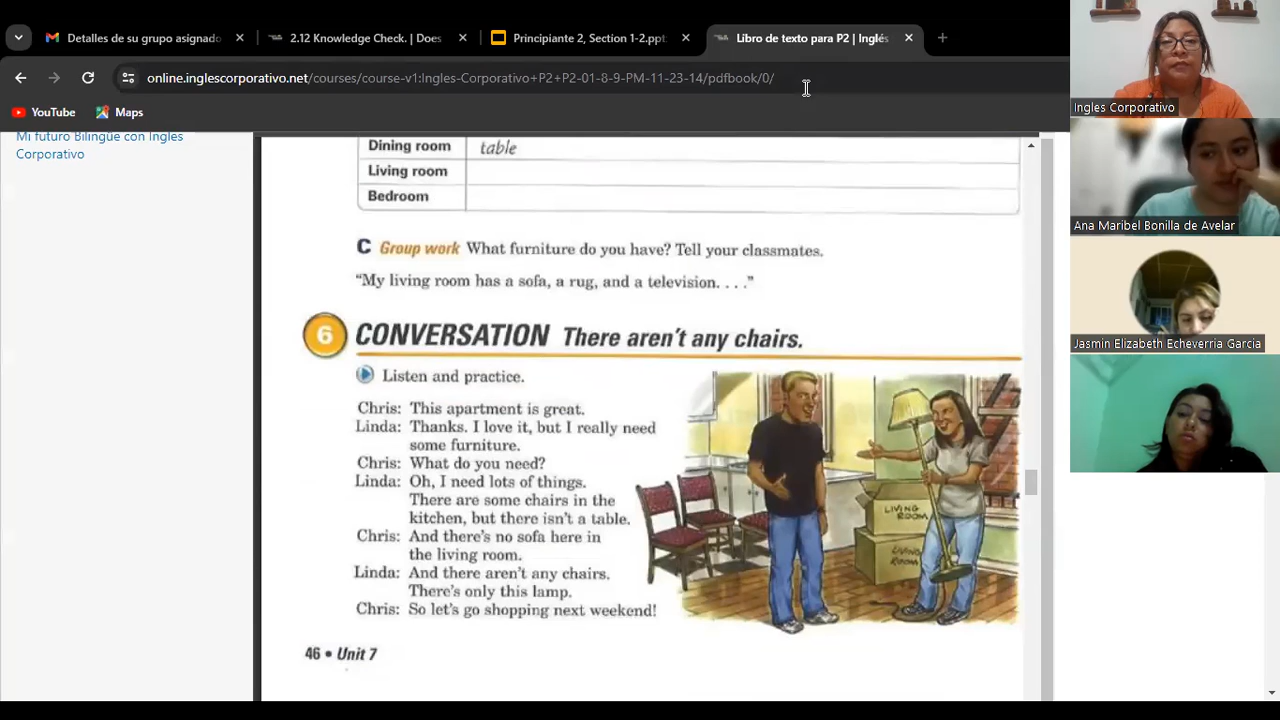 Detalles de su grupo asignado
2.12 Knowledge Check. | Does
Principiante 2, Section 1-2.ppt.
Libro de texto para P2 | Inglés
online.inglescorporativo.net/courses/course-v1:Ingles-Corporativo+P2+P2-01-8-9-PM-11-23-14/pdfbook/0/
YouTube
Maps
Mi futuro Bilingüe con Ingles
Corporativo
Dining room table
Living room
Bedroom
C Group work What furniture do you have? Tell your classmates.
“My living room has a sofa, a rug, and a television. . . .”
6 CONVERSATION There aren't any chairs.
Listen and practice.
Chris: This apartment is great.
Linda: Thanks. I love it, but I really need
some furniture.
Chris: What do you need?
Linda: Oh, I need lots of things.
There are some chairs in the
kitchen, but there isn't a table.
Chris: And there's no sofa here in
the living room.
Linda: And there aren't any chairs.
There's only this lamp.
Chris: So let's go shopping next weekend!
LIVING
ROOM
LIVING
ROOM
46 • Unit 7
Ingles Corporativo
Ana Maribel Bonilla de Avelar
Jasmin Elizabeth Echeverria Garcia